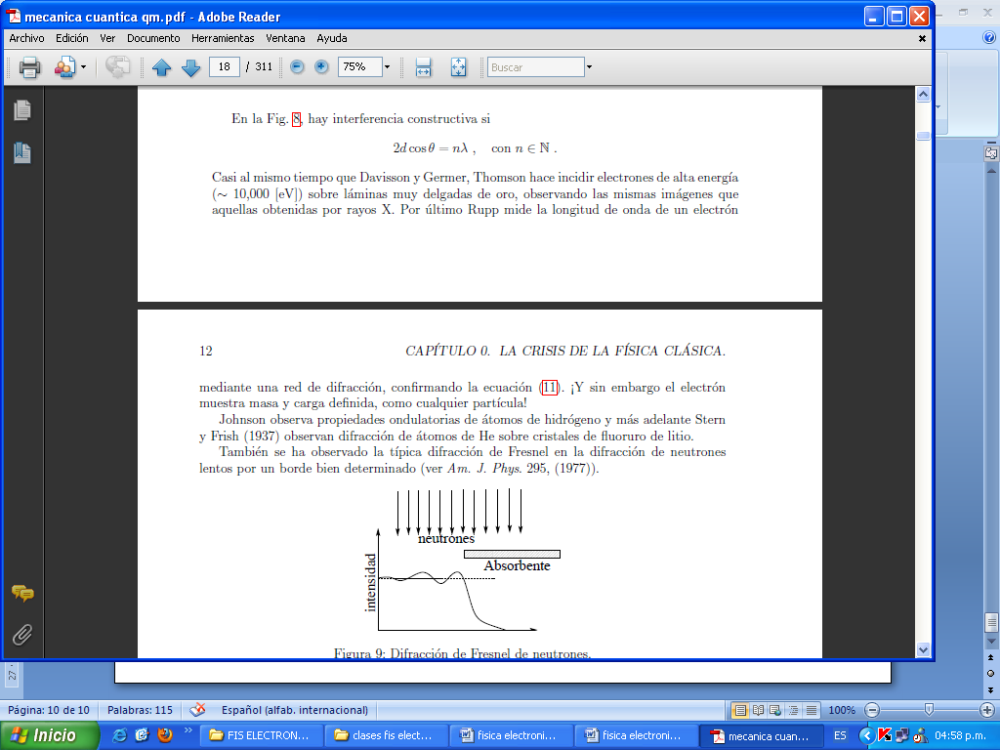 mecanica cuantica qm.pdf - Adobe Reader
Archivo Edición Ver Documento Herramientas Ventana Ayuda
18 / 311 75% Buscar
En la Fig. 8, hay interferencia constructiva si
2d cos θ = nλ , con n ∈ ℕ .
Casi al mismo tiempo que Davisson y Germer, Thomson hace incidir electrones de alta energía
(∼ 10,000 [eV]) sobre láminas muy delgadas de oro, observando las mismas imágenes que
aquellas obtenidas por rayos X. Por último Rupp mide la longitud de onda de un electrón
12 CAPÍTULO 0. LA CRISIS DE LA FÍSICA CLÁSICA.
mediante una red de difracción, confirmando la ecuación (11). ¡Y sin embargo el electrón
muestra masa y carga definida, como cualquier partícula!
Johnson observa propiedades ondulatorias de átomos de hidrógeno y más adelante Stern
y Frish (1937) observan difracción de átomos de He sobre cristales de fluoruro de litio.
También se ha observado la típica difracción de Fresnel en la difracción de neutrones
lentos por un borde bien determinado (ver Am. J. Phys. 295, (1977)).
neutrones
Absorbente
intensidad
Figura 9: Difracción de Fresnel de neutrones.
27
Página: 10 de 10 Palabras: 115 Español (alfab. internacional) 100%
Inicio FIS ELECTRON... clases fis elect... fisica electroni... fisica electroni... mecanica cuan... ES 04:58 p.m.